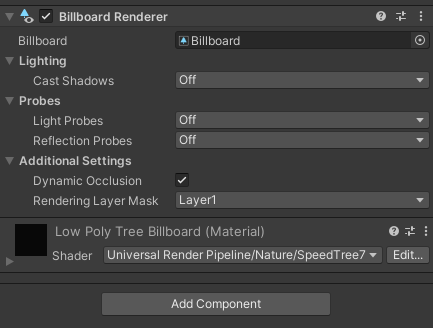 Billboard Renderer
Billboard Billboard
Lighting
Cast Shadows Off
Probes
Light Probes Off
Reflection Probes Off
Additional Settings
Dynamic Occlusion
Rendering Layer Mask Layer1
Low Poly Tree Billboard (Material)
Shader Universal Render Pipeline/Nature/SpeedTree7 Edit...
Add Component